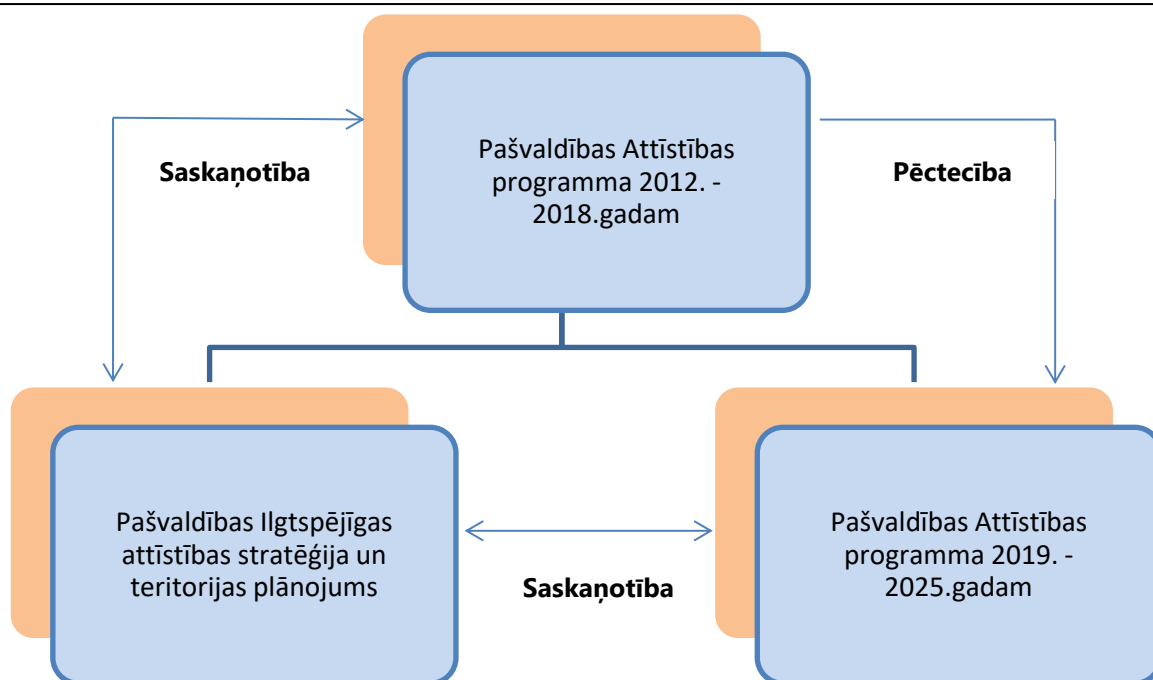 Pašvaldības Attīstības
programma 2012. -
2018.gadam
Saskaņotība
Pēctecība
Pašvaldības Ilgtspējīgas
attīstības stratēģija un
teritorijas plānojums
Saskaņotība
Pašvaldības Attīstības
programma 2019. -
2025.gadam